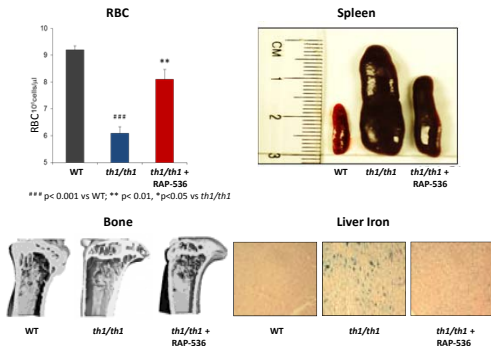 RBC
RBC10⁶cells/µl
10
9
8
7
6
5
###
**
WT
th1/th1
th1/th1 +
RAP-536
### p< 0.001 vs WT; ** p< 0.01, *p<0.05 vs th1/th1
Spleen
CM
1
2
3
WT
th1/th1
th1/th1 +
RAP-536
Bone
WT
th1/th1
th1/th1 +
RAP-536
Liver Iron
WT
th1/th1
th1/th1 +
RAP-536